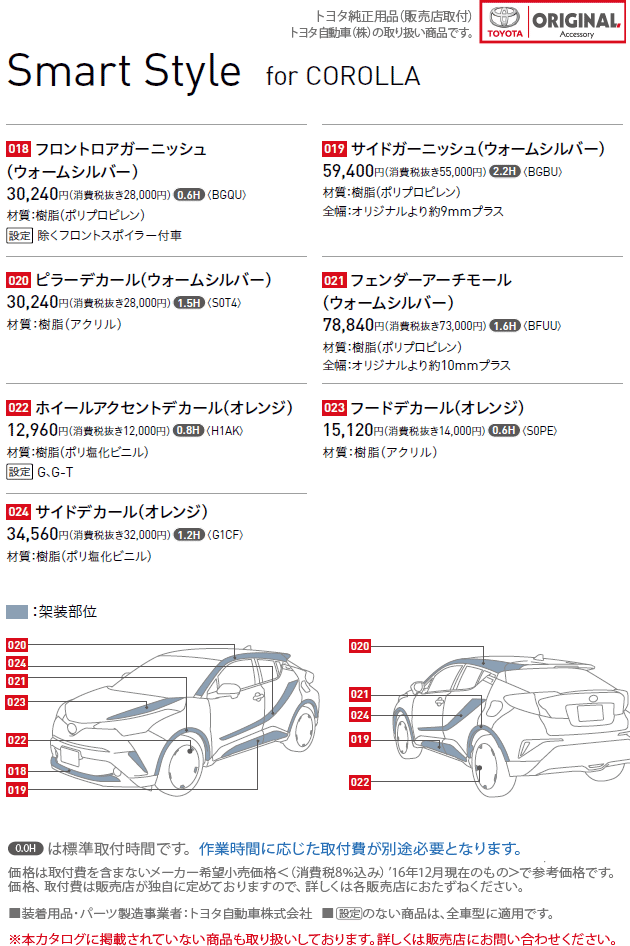 トヨタ純正用品(販売店取付)
トヨタ自動車(株)の取り扱い商品です。
TOYOTA
ORIGINAL.
Accessory
Smart Style for COROLLA
018 フロントロアガーニッシュ
(ウォームシルバー)
30,240円(消費税抜き28,000円) 0.6H 〈BGQU〉
材質:樹脂(ポリプロピレン)
設定 除くフロントスポイラー付車
019 サイドガーニッシュ(ウォームシルバー)
59,400円(消費税抜き55,000円) 2.2H 〈BGBU〉
材質:樹脂(ポリプロピレン)
全幅:オリジナルより約9mmプラス
020 ピラーデカール(ウォームシルバー)
30,240円(消費税抜き28,000円) 1.5H 〈S0T4〉
材質:樹脂(アクリル)
021 フェンダーアーチモール
(ウォームシルバー)
78,840円(消費税抜き73,000円) 1.6H 〈BFUU〉
材質:樹脂(ポリプロピレン)
全幅:オリジナルより約10mmプラス
022 ホイールアクセントデカール(オレンジ)
12,960円(消費税抜き12,000円) 0.8H 〈H1AK〉
材質:樹脂(ポリ塩化ビニル)
設定 G、G-T
023 フードデカール(オレンジ)
15,120円(消費税抜き14,000円) 0.6H 〈S0PE〉
材質:樹脂(アクリル)
024 サイドデカール(オレンジ)
34,560円(消費税抜き32,000円) 1.2H 〈G1CF〉
材質:樹脂(ポリ塩化ビニル)
:架装部位
020
024
021
023
022
018
019
020
021
024
019
022
0.0H は標準取付時間です。 作業時間に応じた取付費が別途必要となります。
価格は取付費を含まないメーカー希望小売価格<(消費税8%込み) '16年12月現在のもの>で参考価格です。
価格、取付費は販売店が独自に定めておりますので、詳しくは各販売店におたずねください。
■装着用品・パーツ製造事業者:トヨタ自動車株式会社 ■設定のない商品は、全車型に適用です。
※本カタログに掲載されていない商品も取り扱いしております。詳しくは販売店にお問い合わせください。